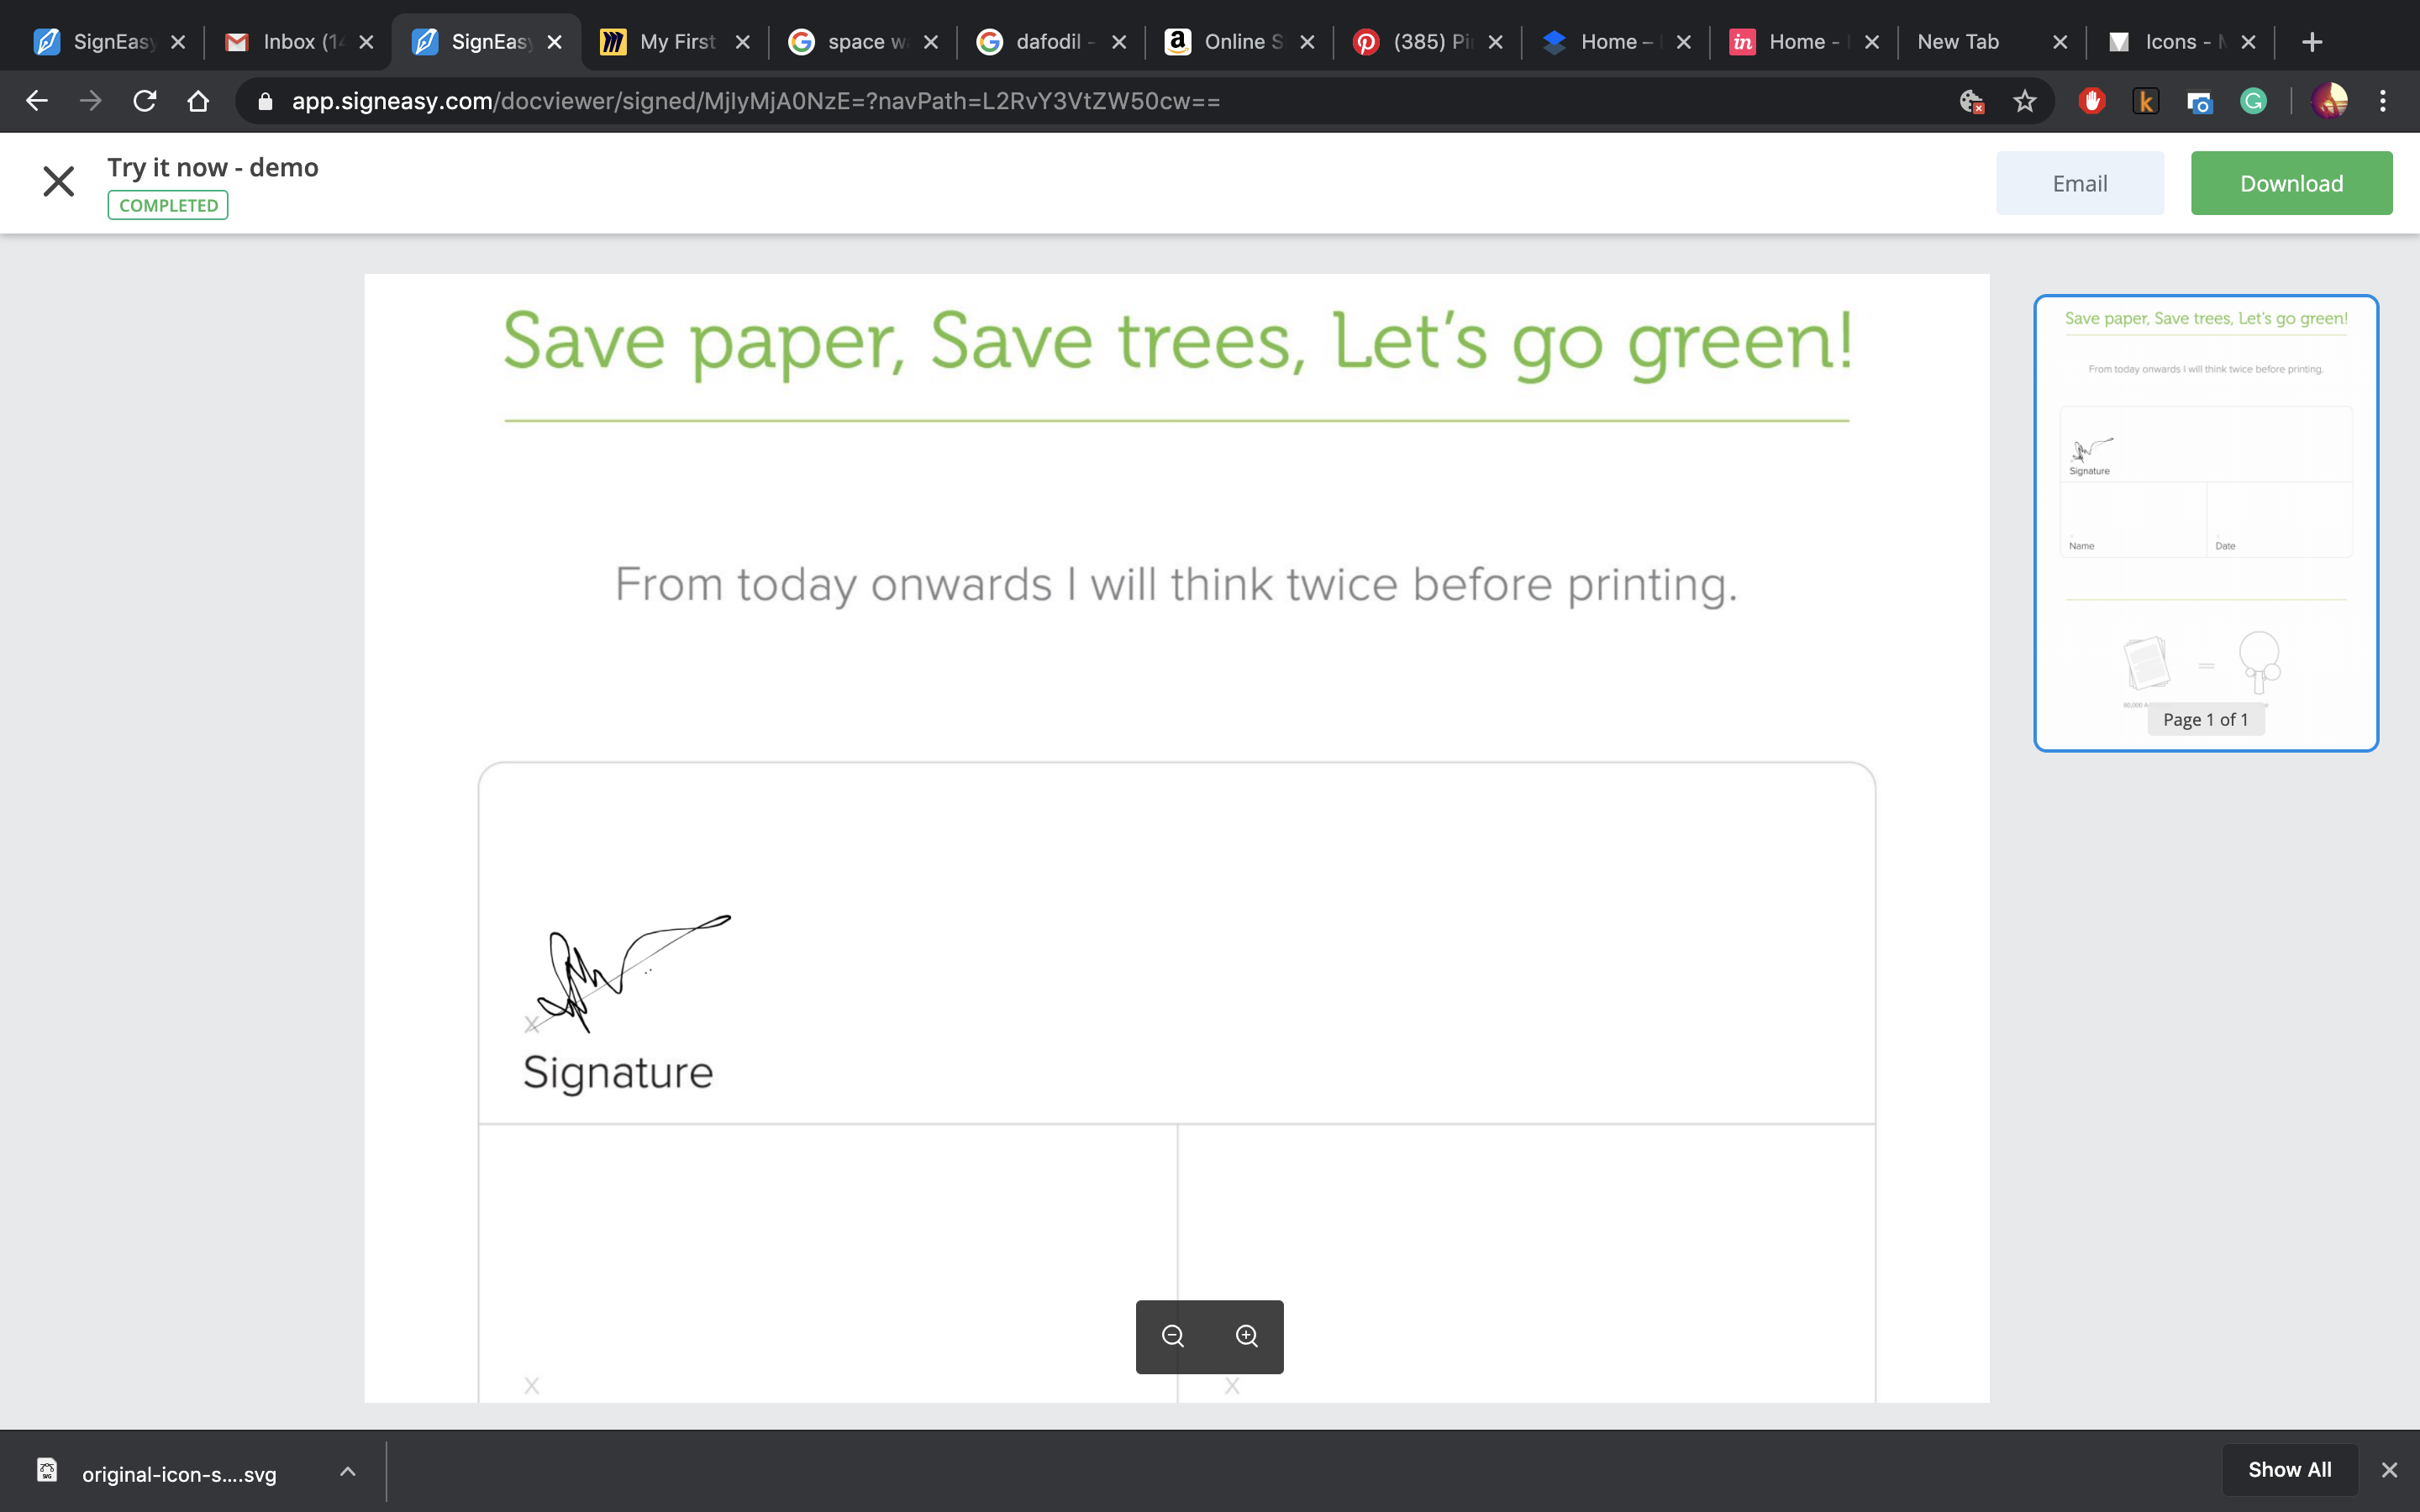 SignEasy
Inbox (14
SignEasy
My First
space w
dafodil -
Online S
(385) Pi
Home –
Home -
New Tab
Icons - M
app.signeasy.com/docviewer/signed/MjIyMjA0NzE=?navPath=L2RvY3VtZW50cw==
Try it now - demo
COMPLETED
Email
Download
Save paper, Save trees, Let's go green!
From today onwards I will think twice before printing.
x
Signature
x
x
Save paper, Save trees, Let's go green!
From today onwards I will think twice before printing.
Signature
Name
Date
=
Page 1 of 1
original-icon-s....svg
Show All